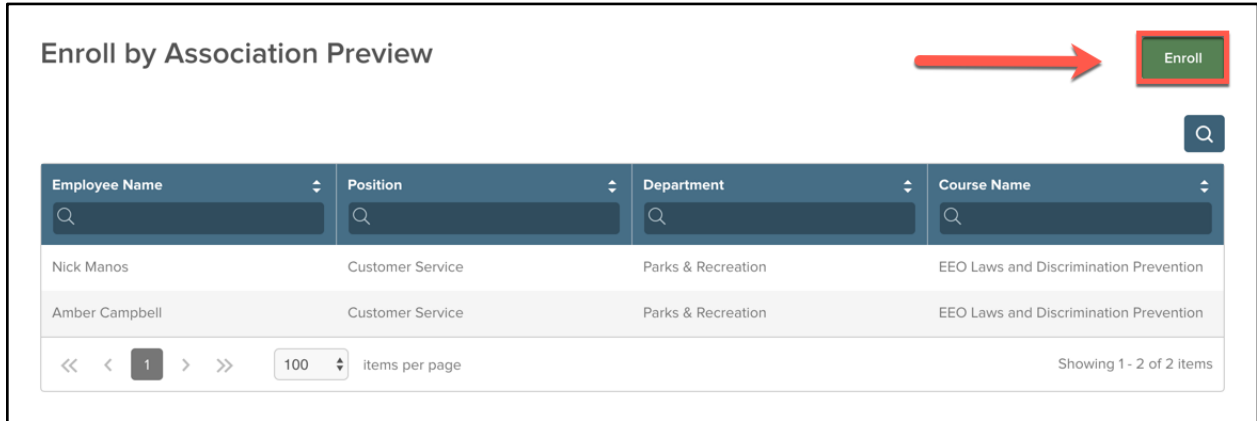 Enroll by Association Preview
Enroll
Employee Name Position Department Course Name
Nick Manos Customer Service Parks & Recreation EEO Laws and Discrimination Prevention
Amber Campbell Customer Service Parks & Recreation EEO Laws and Discrimination Prevention
1 100 items per page Showing 1 - 2 of 2 items